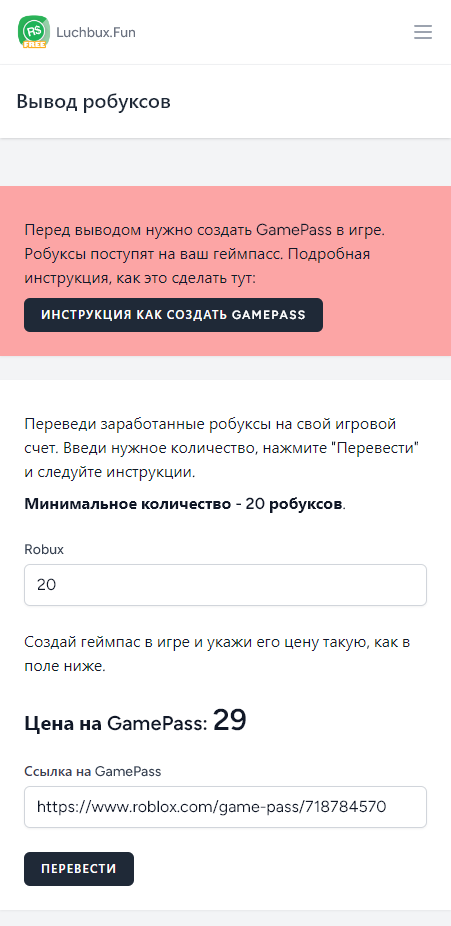 RS
FREE
Luchbux.Fun
Вывод робуксов
Перед выводом нужно создать GamePass в игре.
Робуксы поступят на ваш геймпасс. Подробная
инструкция, как это сделать тут:
ИНСТРУКЦИЯ КАК СОЗДАТЬ GAMEPASS
Переведи заработанные робуксы на свой игровой
счет. Введи нужное количество, нажмите "Перевести"
и следуйте инструкции.
Минимальное количество - 20 робуксов.
Robux
20
Создай геймпас в игре и укажи его цену такую, как в
поле ниже.
Цена на GamePass: 29
Ссылка на GamePass
https://www.roblox.com/game-pass/718784570
ПЕРЕВЕСТИ